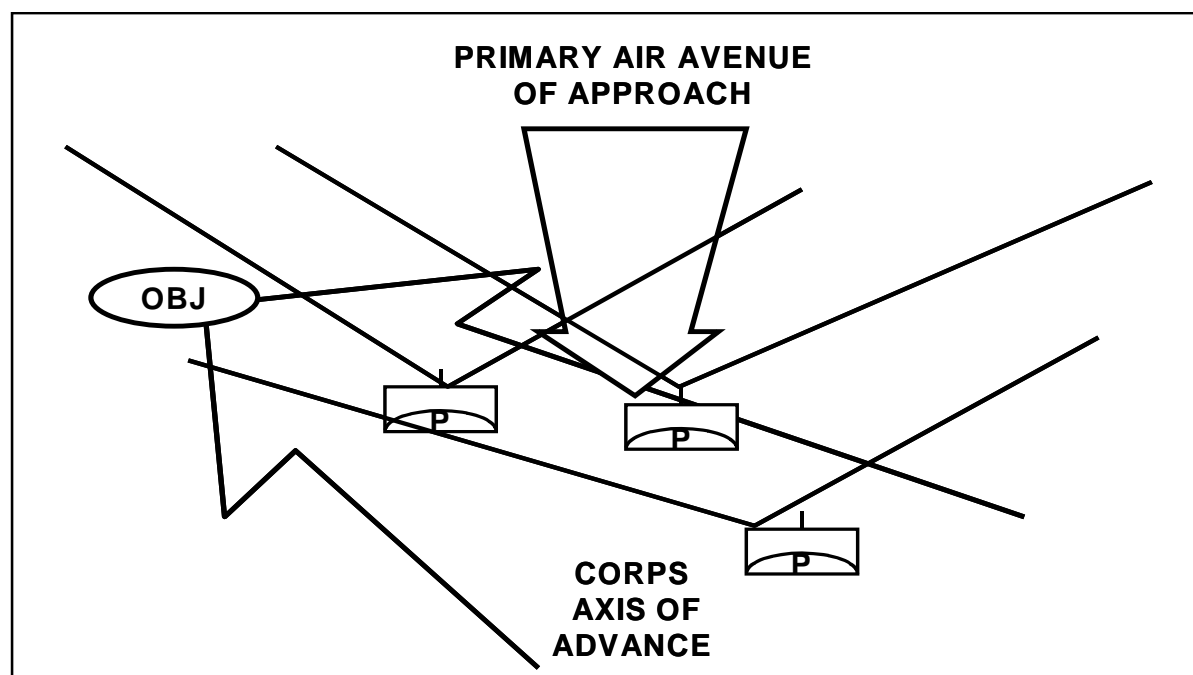 PRIMARY AIR AVENUE
OF APPROACH
OBJ
P
P
P
CORPS
AXIS OF
ADVANCE